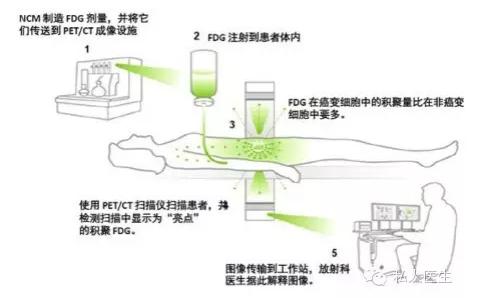 NCM 制造 FDG 剂量，并将它
们传送到 PET/CT 成像设施
1
2 FDG 注射到患者体内
3
FDG 在癌变细胞中的积聚量比在非癌变
细胞中要多。
使用 PET/CT 扫描仪扫描患者，并
检测扫描中显示为“亮点”
的积聚 FDG。
4
5
图像传输到工作站，放射科
医生据此解释图像。
私人医生